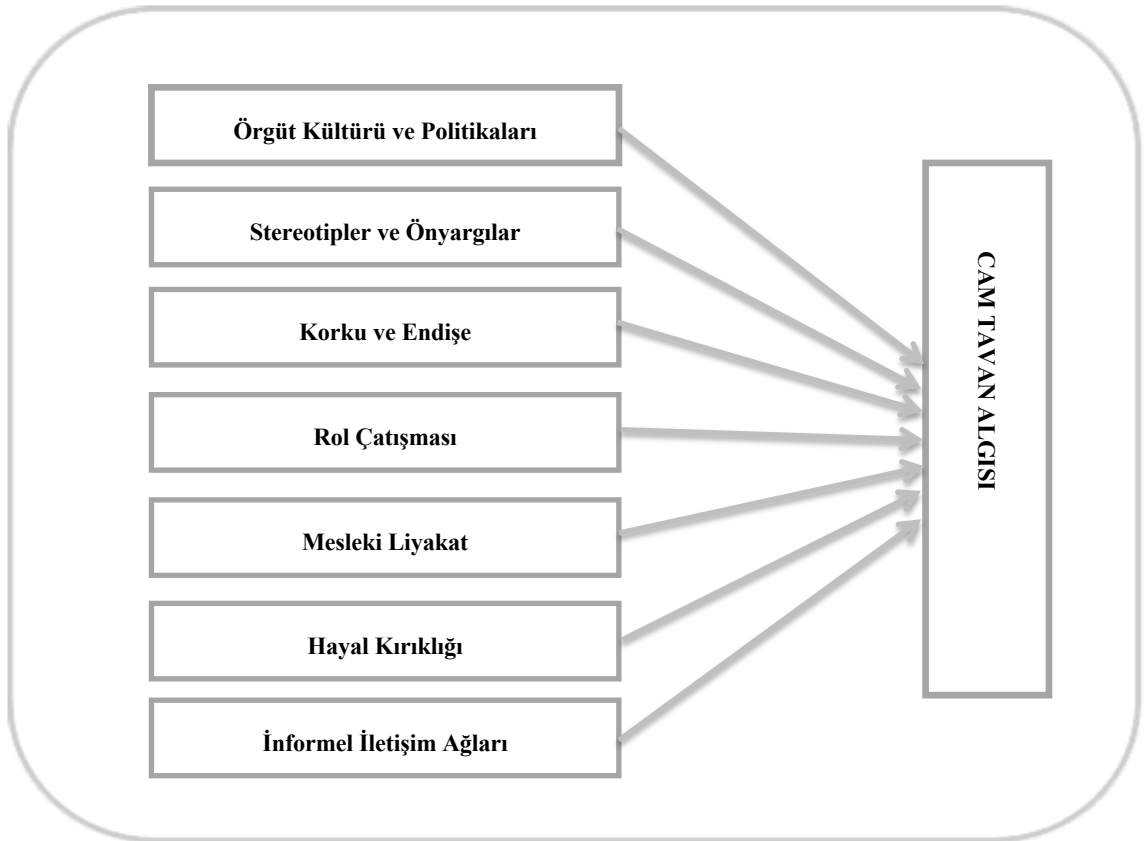 Örgüt Kültürü ve Politikaları
Stereotipler ve Önyargılar
Korku ve Endişe
Rol Çatışması
Mesleki Liyakat
Hayal Kırıklığı
İnformel İletişim Ağları
CAM TAVAN ALGISI